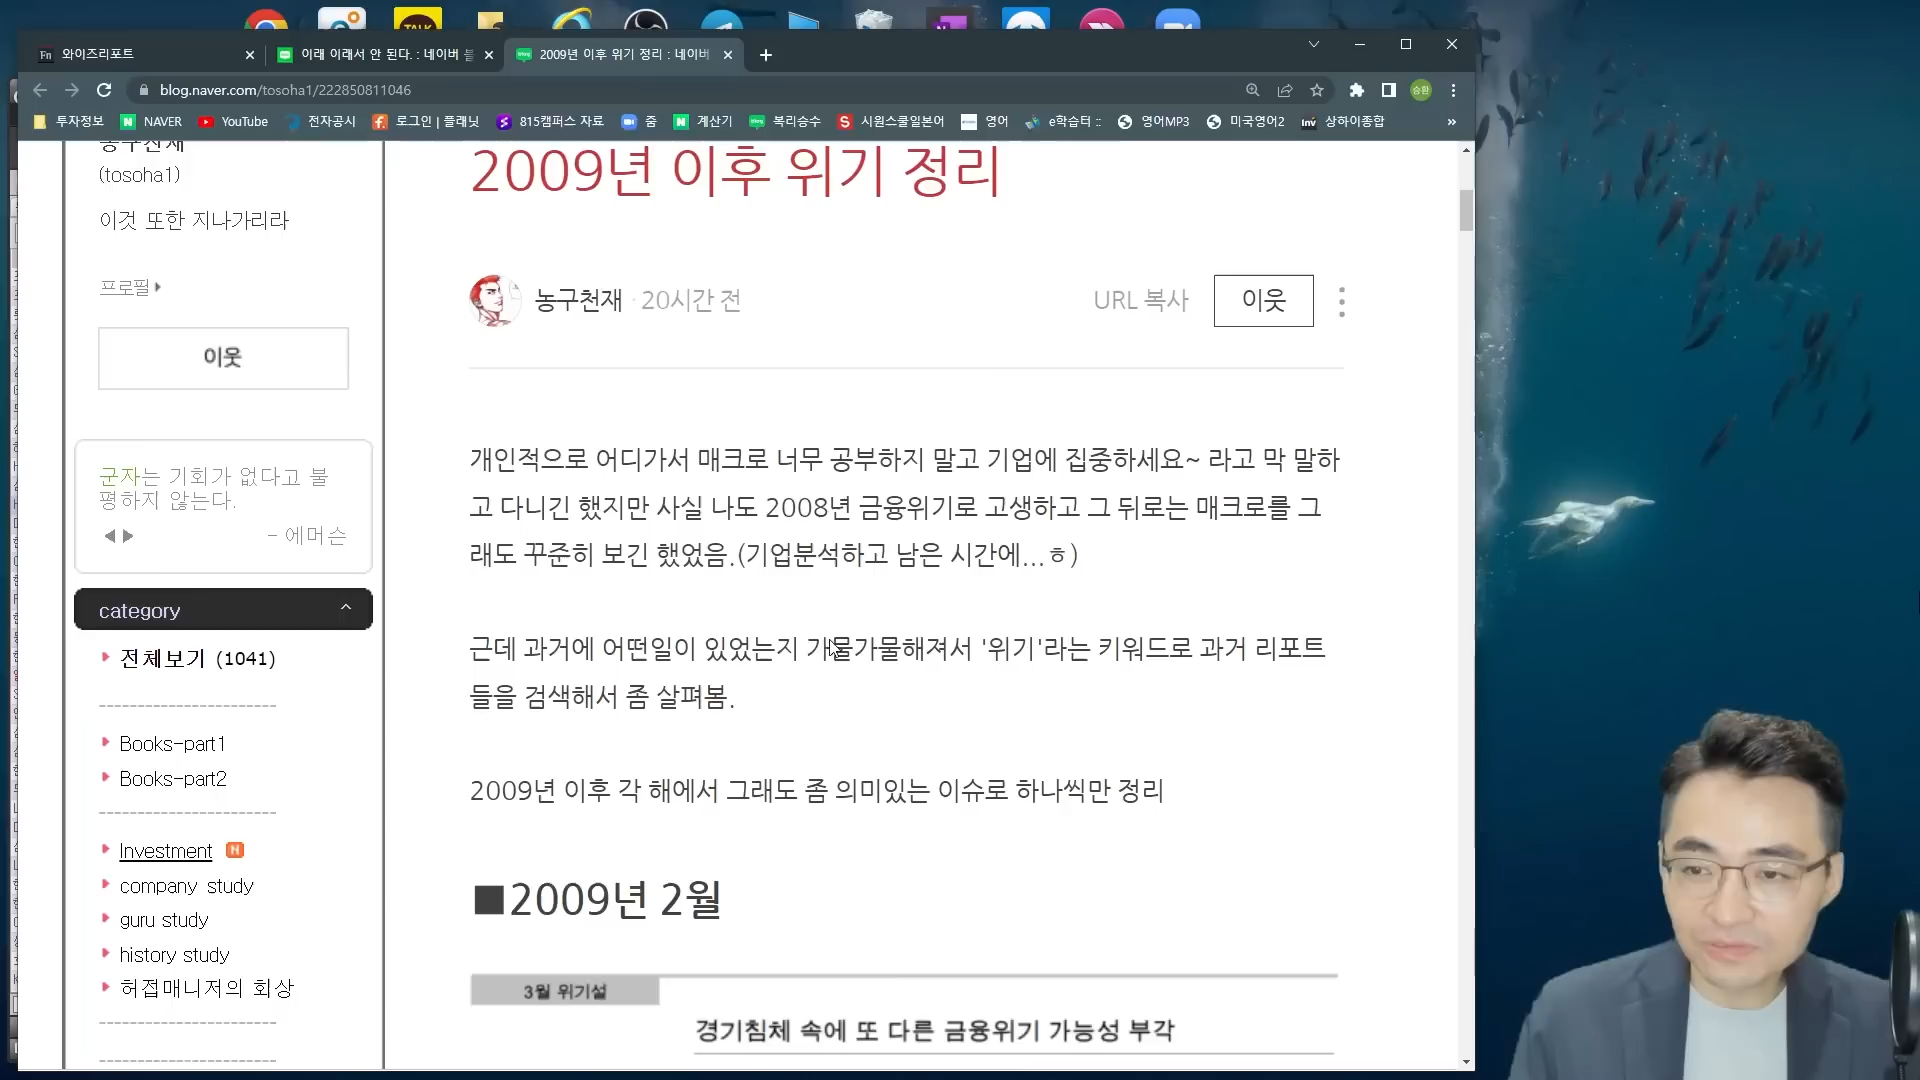 TALK
Fn 와이즈리포트
이래 이래서 안 된다. : 네이버 블
2009년 이후 위기 정리 : 네이버
blog.naver.com/tosoha1/222850811046
승환
투자정보
N NAVER
YouTube
전자공시
로그인 | 플래닛
815캠퍼스 자료
줌
N 계산기
복리승수
S 시원스쿨일본어
영어
e학습터 ::
영어MP3
미국영어2
Inv 상하이종합
»
농구천재
(tosoha1)
이것 또한 지나가리라
프로필
이웃
군자는 기회가 없다고 불
평하지 않는다.
- 에머슨
category
전체보기 (1041)
Books-part1
Books-part2
Investment N
company study
guru study
history study
허접매니저의 회상
2009년 이후 위기 정리
농구천재 · 20시간 전
URL 복사
이웃
개인적으로 어디가서 매크로 너무 공부하지 말고 기업에 집중하세요~ 라고 막 말하
고 다니긴 했지만 사실 나도 2008년 금융위기로 고생하고 그 뒤로는 매크로를 그
래도 꾸준히 보긴 했었음.(기업분석하고 남은 시간에...ㅎ)
근데 과거에 어떤일이 있었는지 가물가물해져서 '위기'라는 키워드로 과거 리포트
들을 검색해서 좀 살펴봄.
2009년 이후 각 해에서 그래도 좀 의미있는 이슈로 하나씩만 정리
■2009년 2월
3월 위기설
경기침체 속에 또 다른 금융위기 가능성 부각